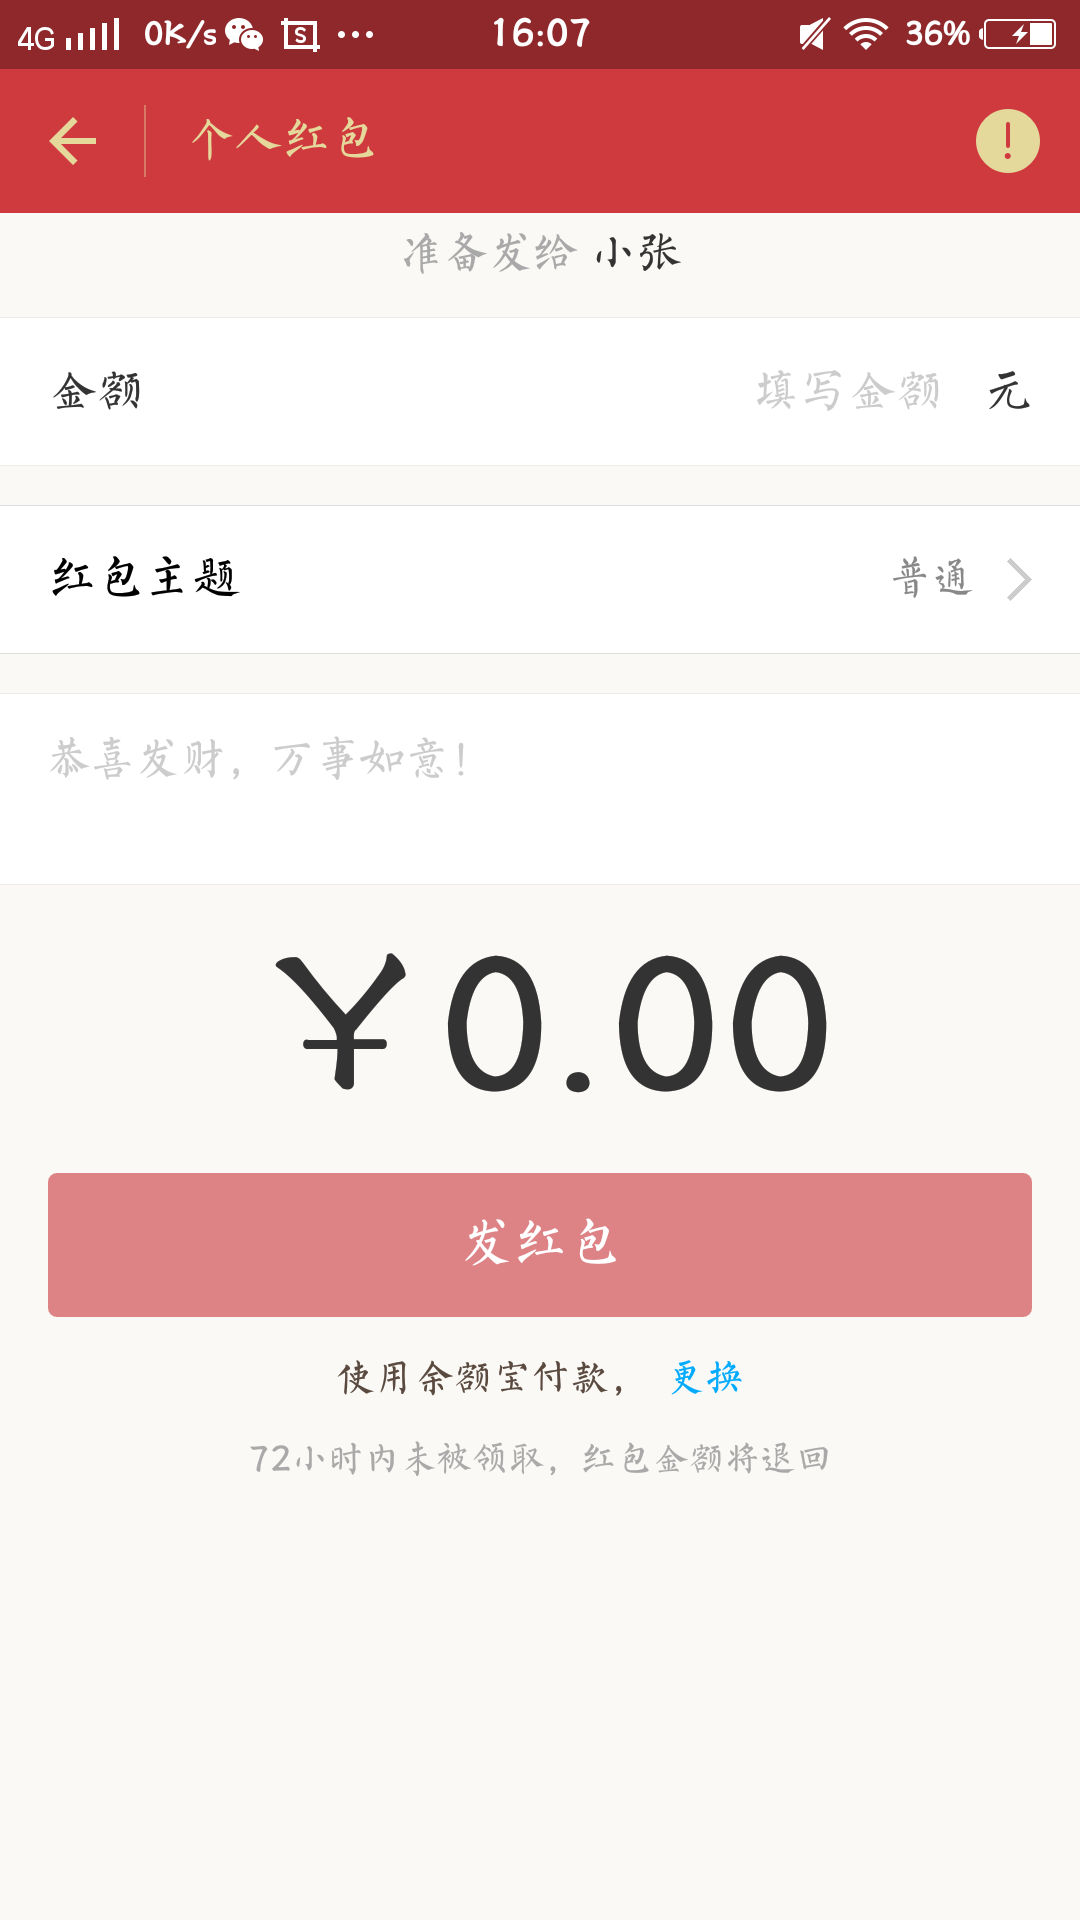 4G 0K/s 16:07 36%
个人红包
准备发给 小张
金额 填写金额 元
红包主题 普通
恭喜发财，万事如意！
￥0.00
发红包
使用余额宝付款， 更换
72小时内未被领取，红包金额将退回